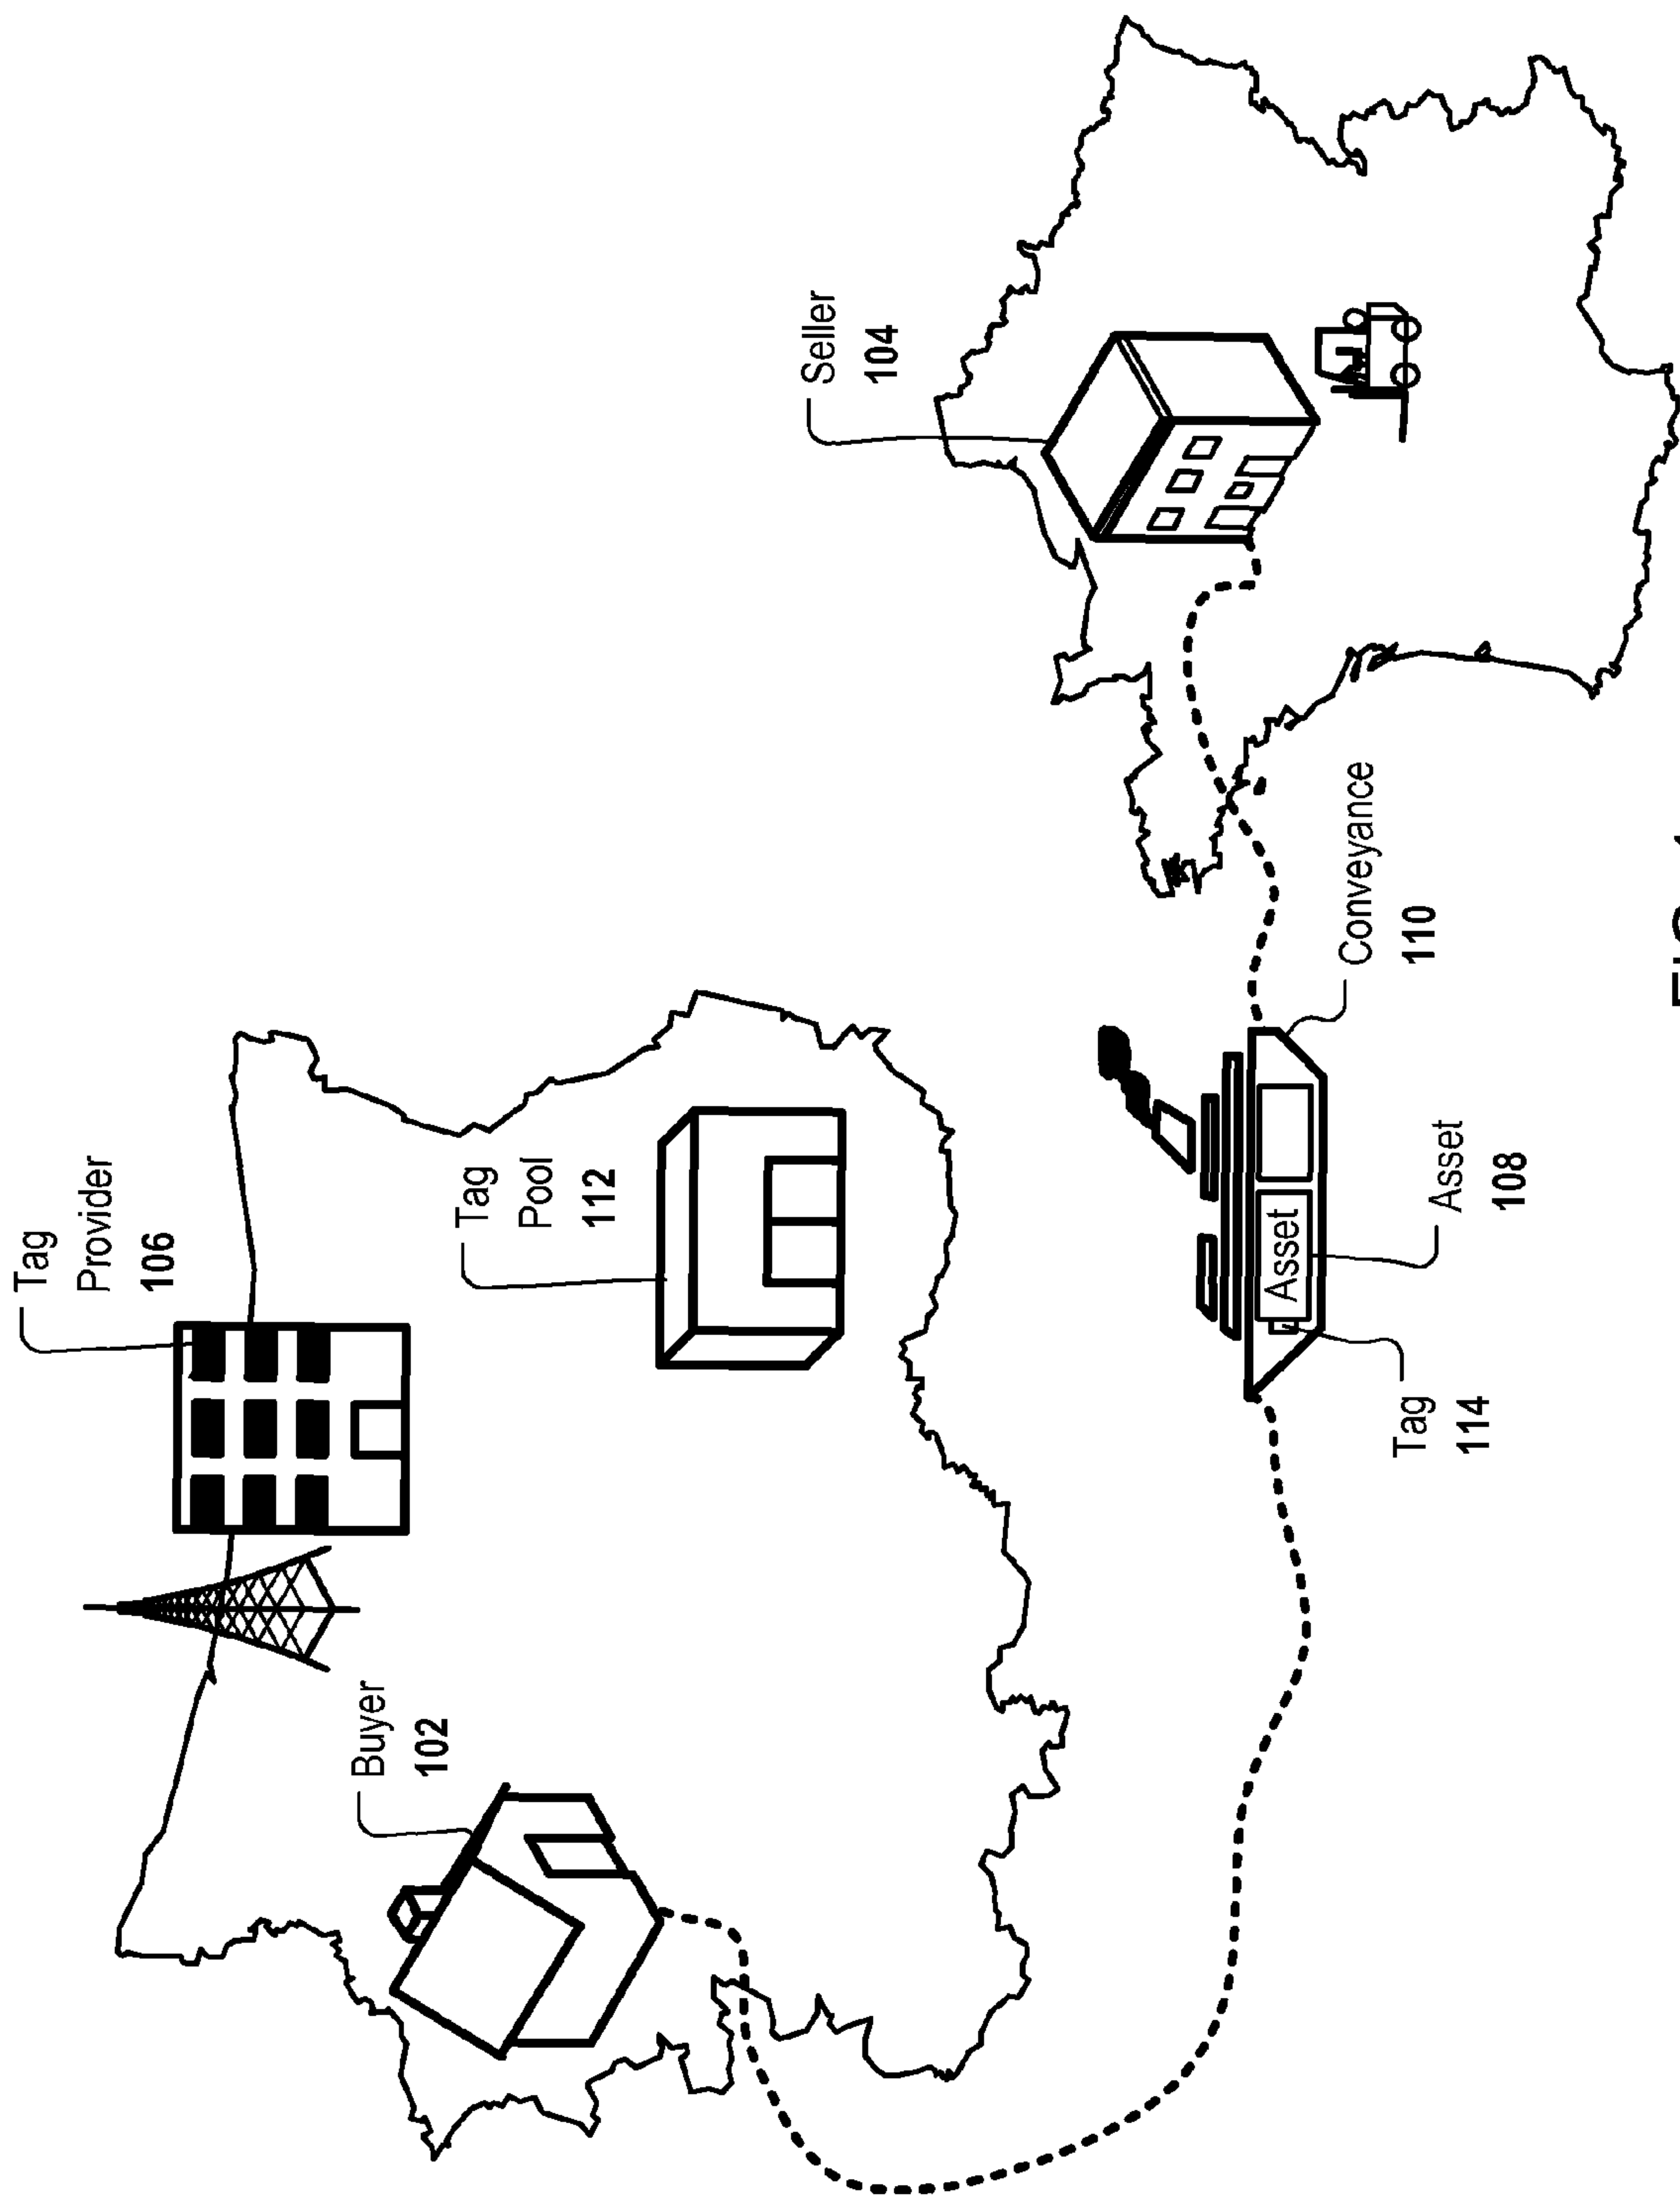 Tag
Provider
106
Buyer
102
Tag
Pool
112
Seller
104
Asset
Conveyance
110
Tag
114
Asset
108